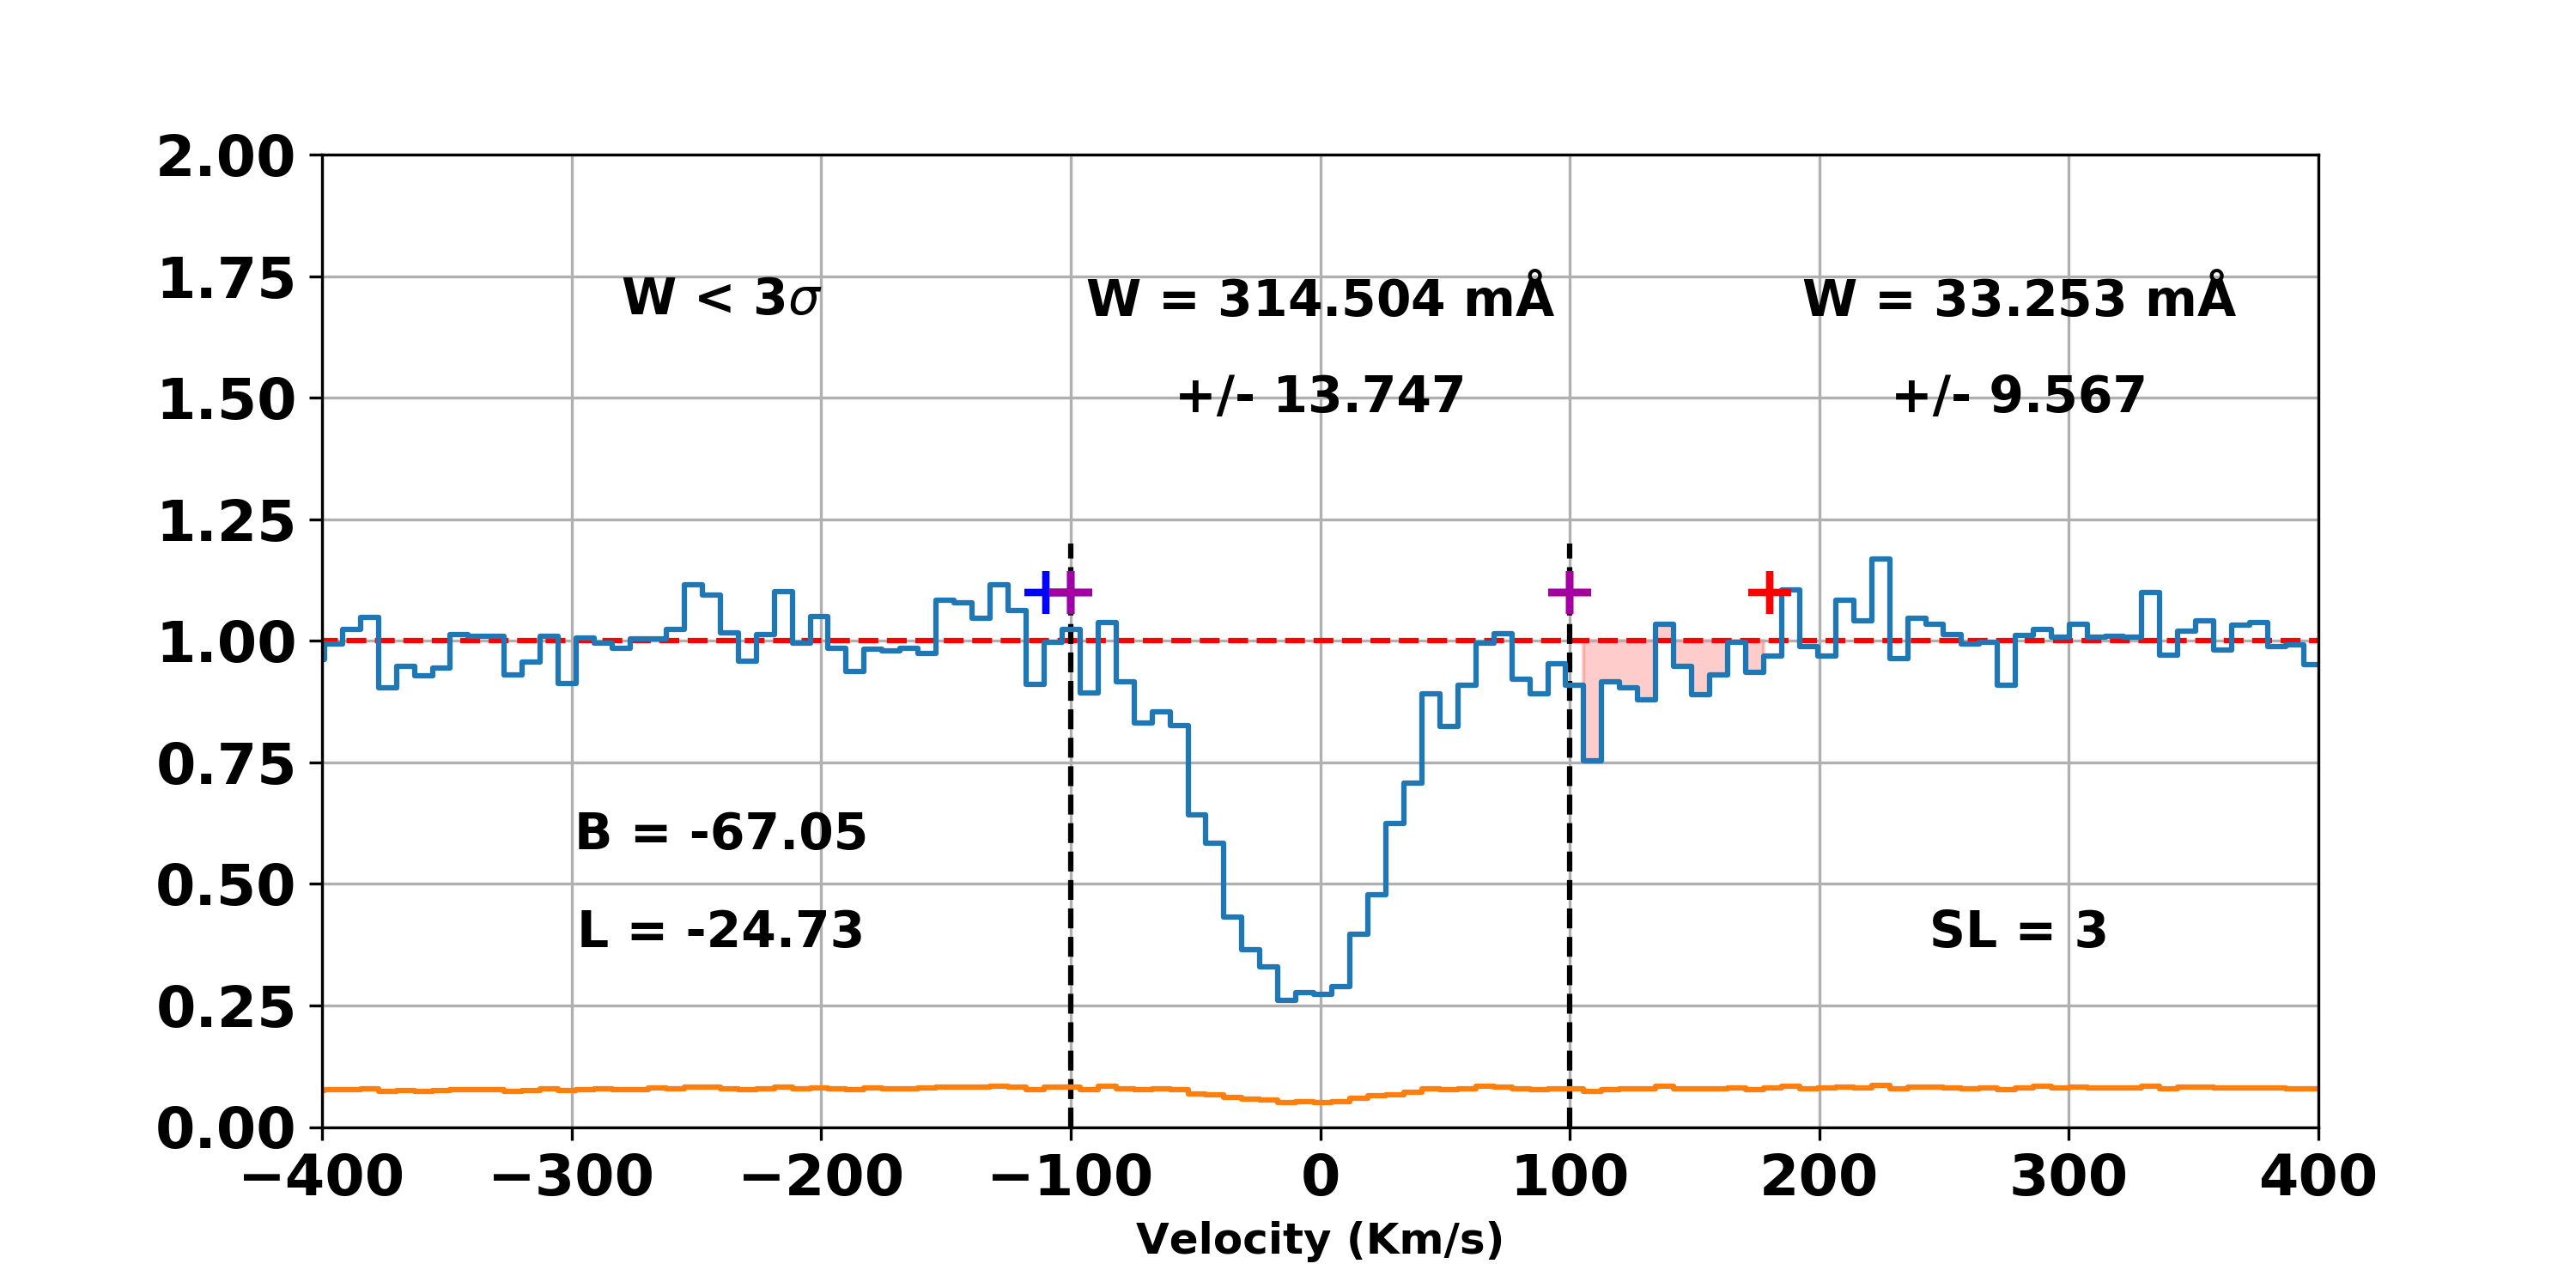 2.00
1.75
1.50
1.25
1.00
0.75
0.50
0.25
0.00
W < 3σ
W = 314.504 mÅ
+/- 13.747
W = 33.253 mÅ
+/- 9.567
B = -67.05
L = -24.73
SL = 3
−400 −300 −200 −100 0 100 200 300 400
Velocity (Km/s)